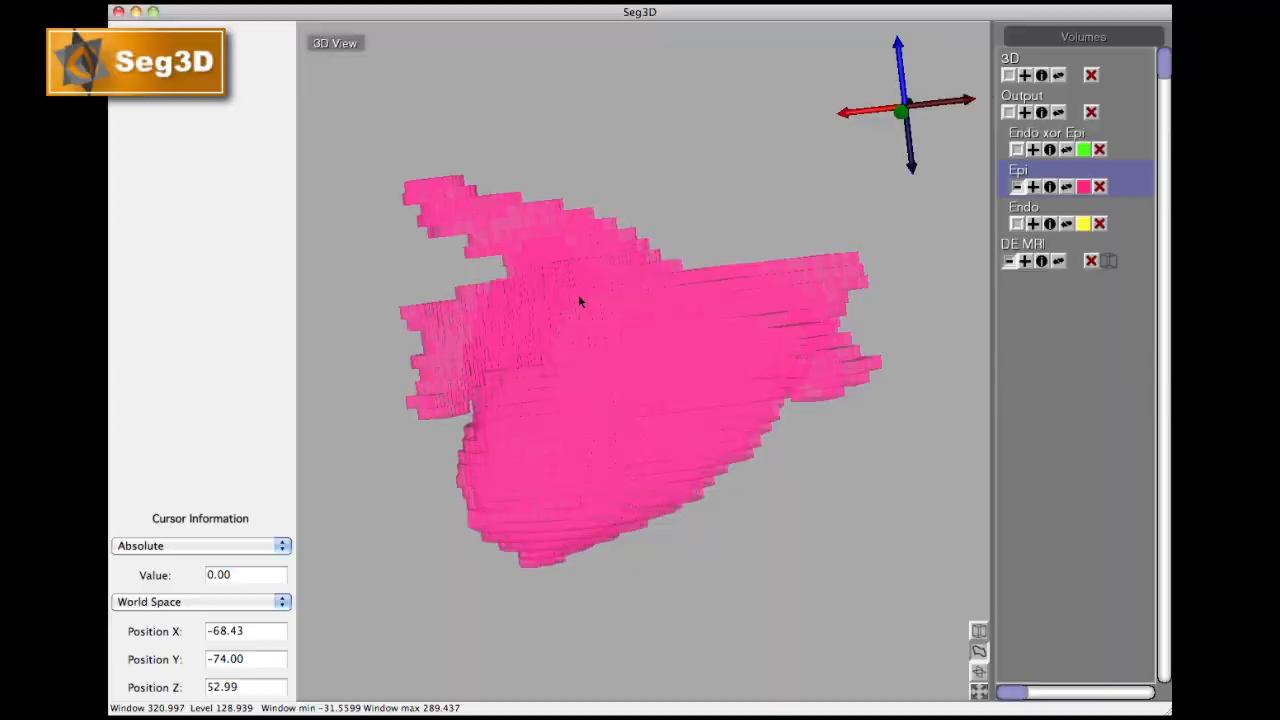 Seg3D
Seg3D
3D View
Volumes
3D
Output
Endo xor Epi
Epi
Endo
DE MRI
Cursor Information
Absolute
Value: 0.00
World Space
Position X: -68.43
Position Y: -74.00
Position Z: 52.99
Window 320.997 Level 128.939 Window min -31.5599 Window max 289.437